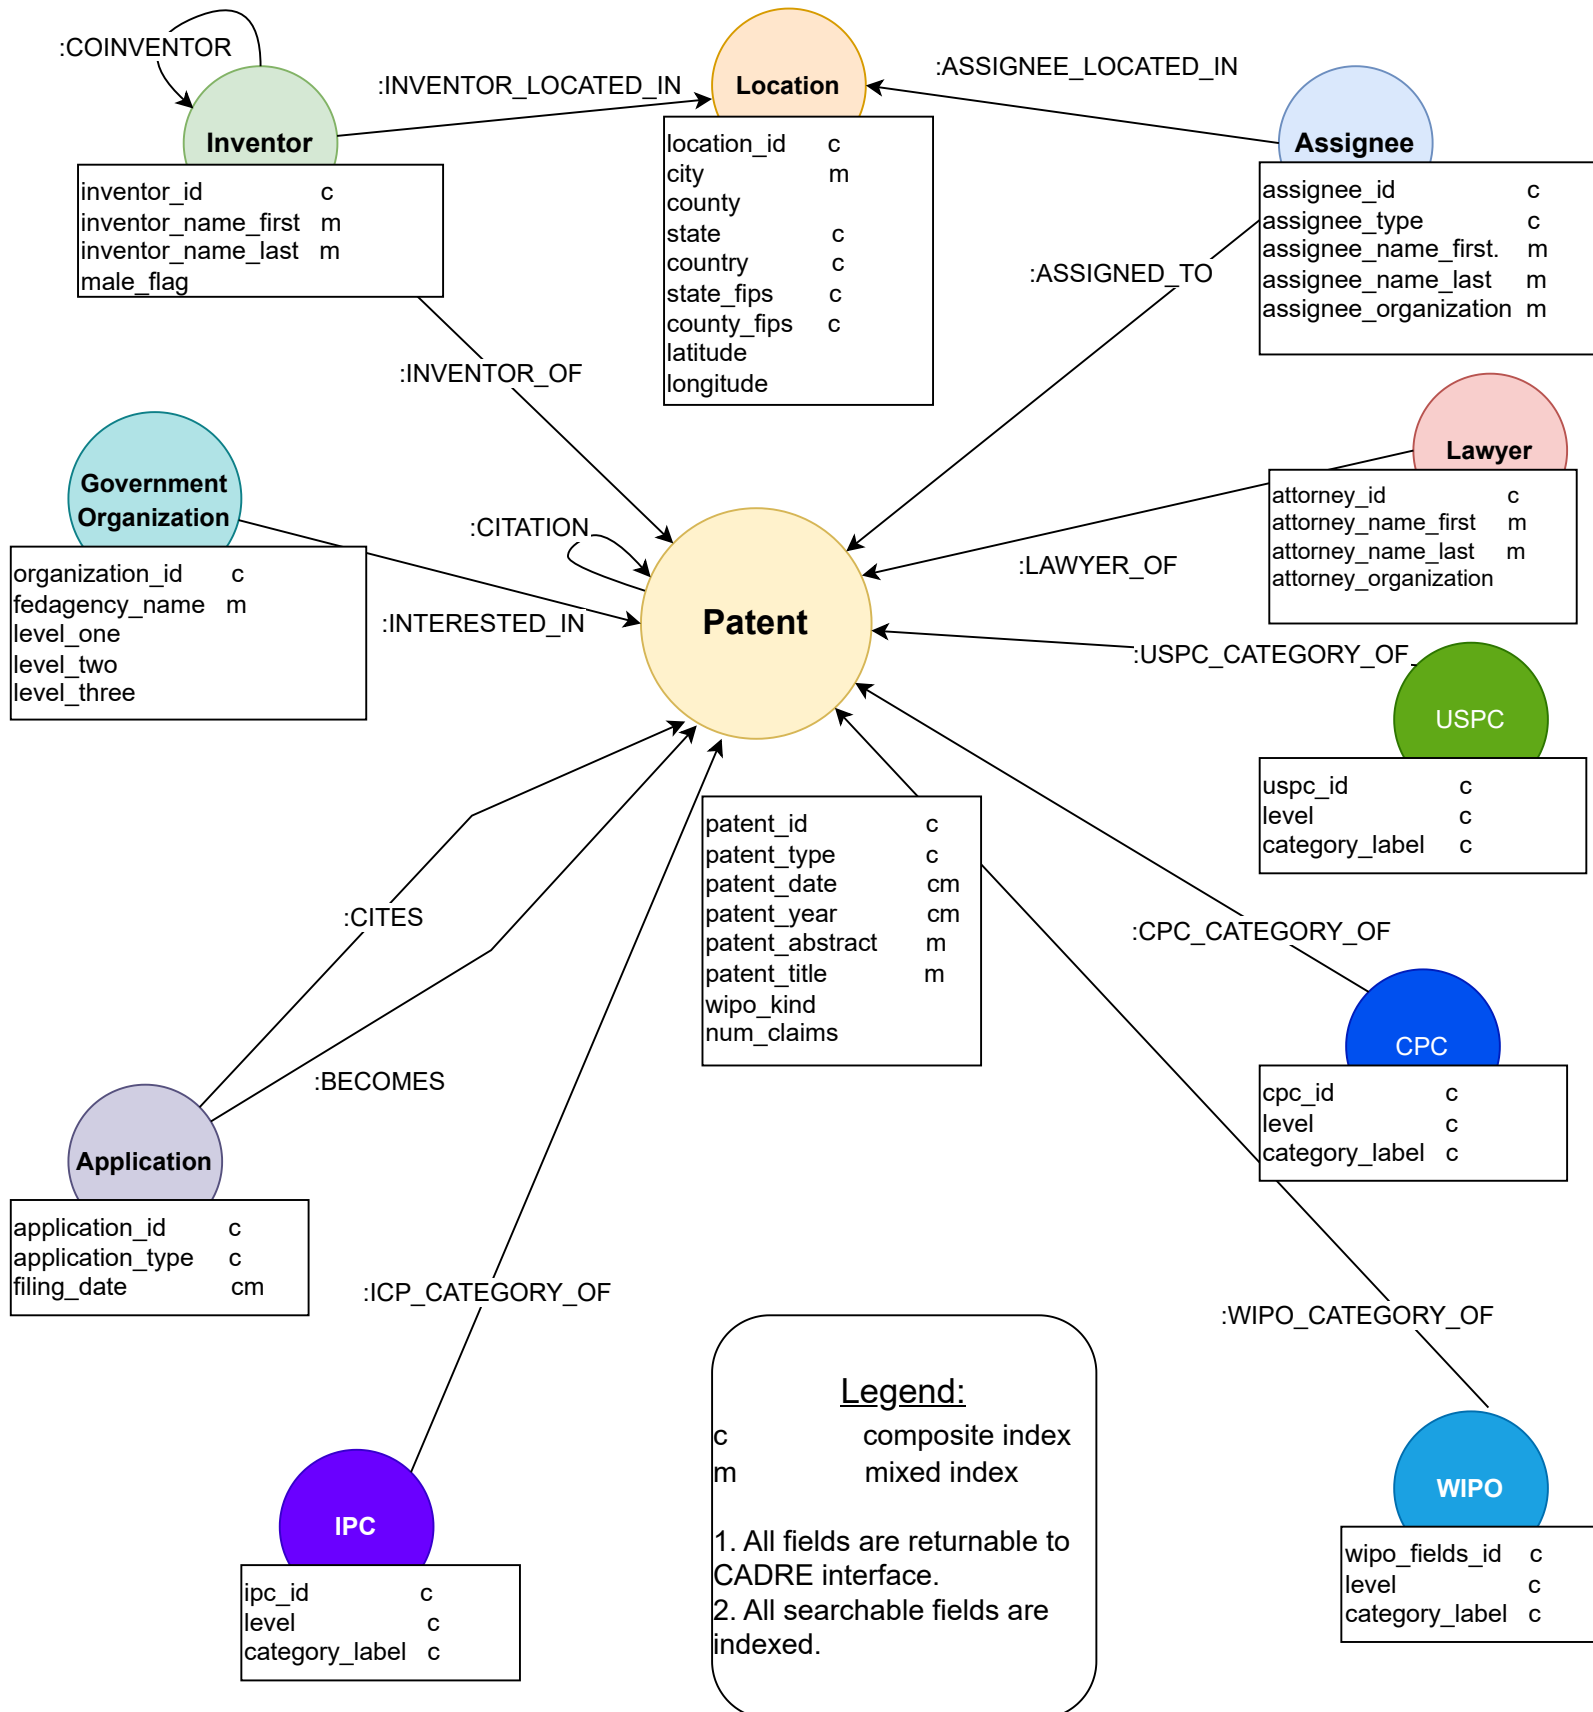 :COINVENTOR
:INVENTOR_LOCATED_IN
:ASSIGNEE_LOCATED_IN
Inventor
inventor_id c
inventor_name_first m
inventor_name_last m
male_flag
Location
location_id c
city m
county
state c
country c
state_fips c
county_fips c
latitude
longitude
Assignee
assignee_id c
assignee_type c
assignee_name_first. m
assignee_name_last m
assignee_organization m
:ASSIGNED_TO
:INVENTOR_OF
Government
Organization
organization_id c
fedagency_name m
level_one
level_two
level_three
:CITATION
:INTERESTED_IN
Patent
patent_id c
patent_type c
patent_date cm
patent_year cm
patent_abstract m
patent_title m
wipo_kind
num_claims
Lawyer
attorney_id c
attorney_name_first m
attorney_name_last m
attorney_organization
:LAWYER_OF
:USPC_CATEGORY_OF
USPC
uspc_id c
level c
category_label c
:CPC_CATEGORY_OF
CPC
cpc_id c
level c
category_label c
:CITES
:BECOMES
Application
application_id c
application_type c
filing_date cm
:ICP_CATEGORY_OF
:WIPO_CATEGORY_OF
IPC
ipc_id c
level c
category_label c
Legend:
c composite index
m mixed index
1. All fields are returnable to
CADRE interface.
2. All searchable fields are
indexed.
WIPO
wipo_fields_id c
level c
category_label c